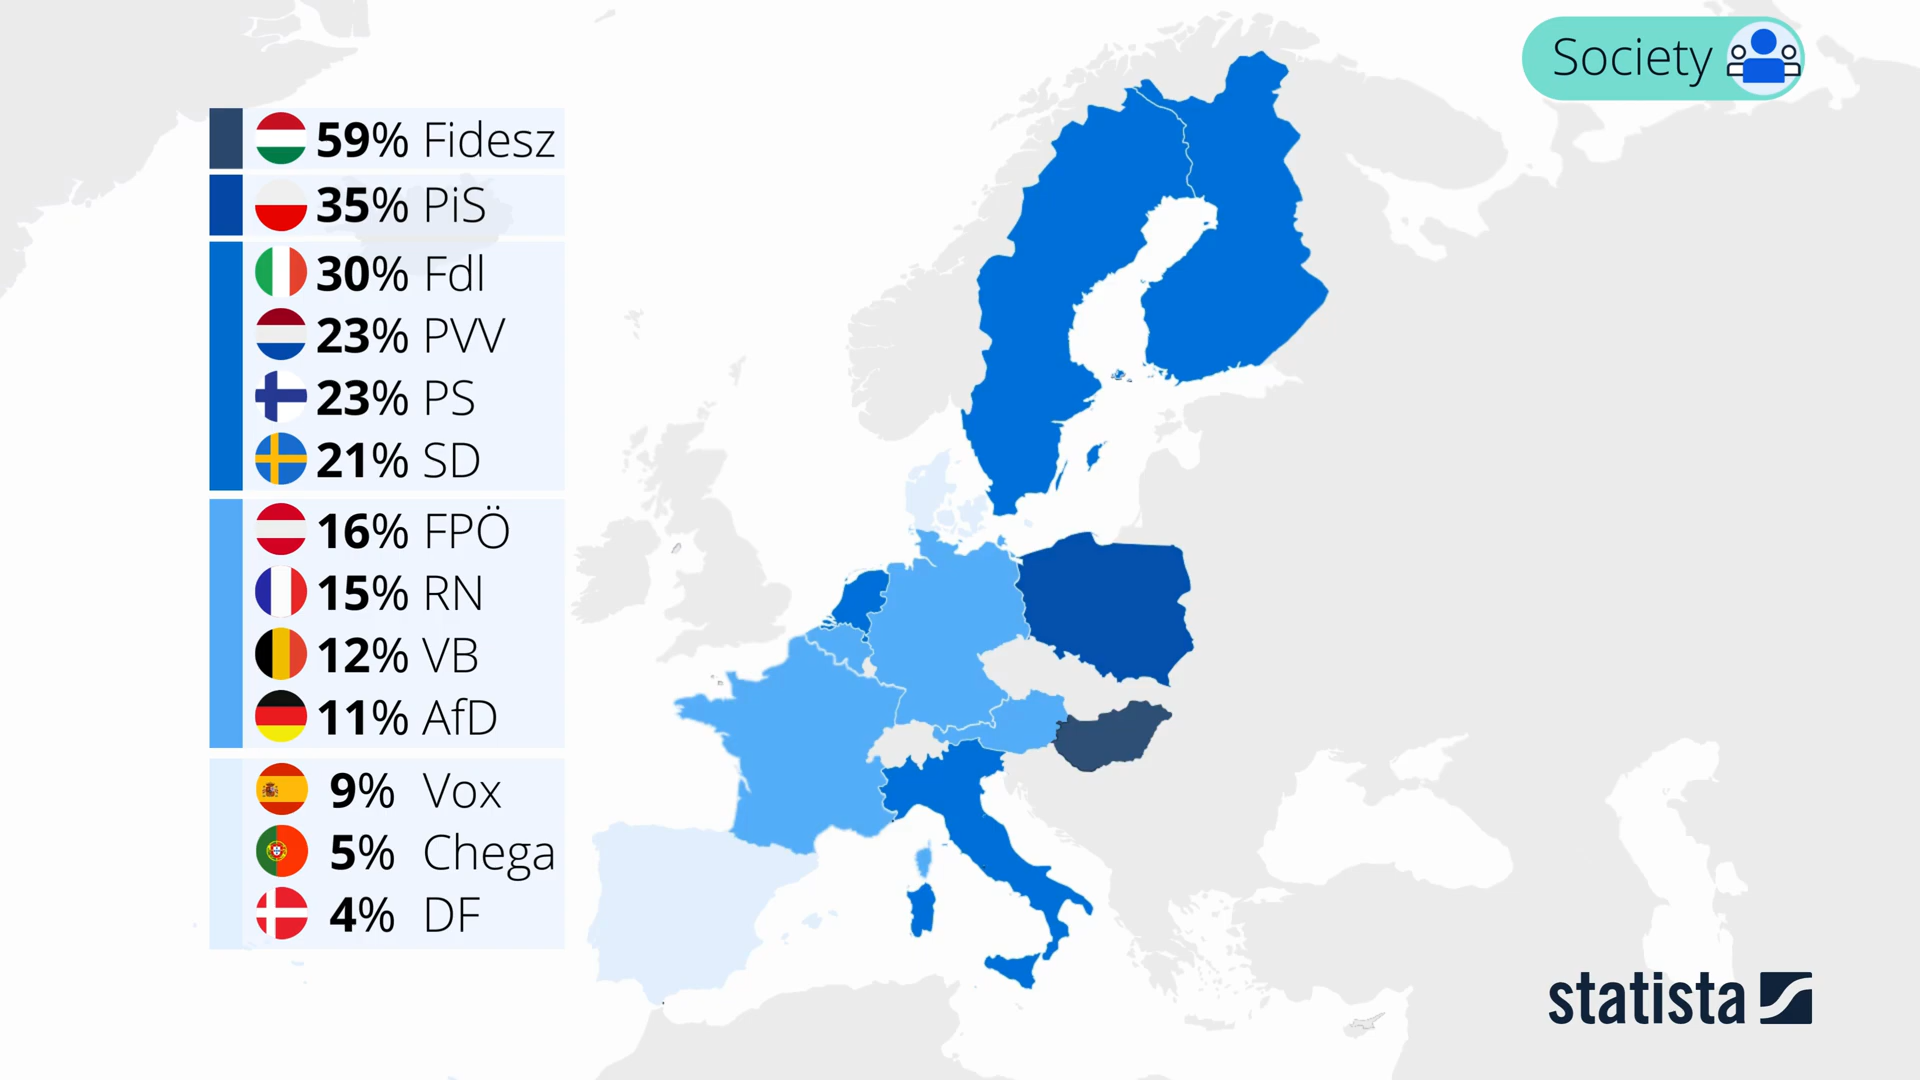 Society
59% Fidesz
35% PiS
30% FdI
23% PVV
23% PS
21% SD
16% FPÖ
15% RN
12% VB
11% AfD
9% Vox
5% Chega
4% DF
statista